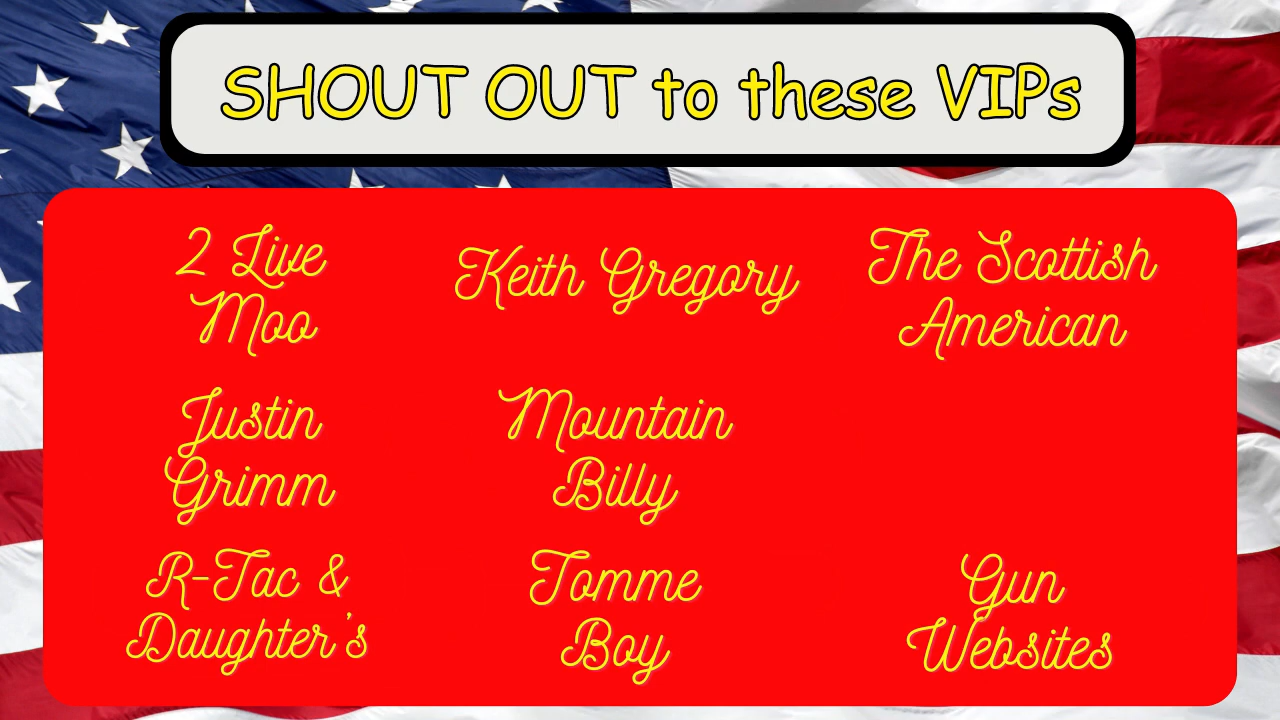 SHOUT OUT to these VIPs
2 Live
Moo
Keith Gregory
The Scottish
American
Justin
Grimm
Mountain
Billy
R-Tac &
Daughter's
Tomme
Boy
Gun
Websites